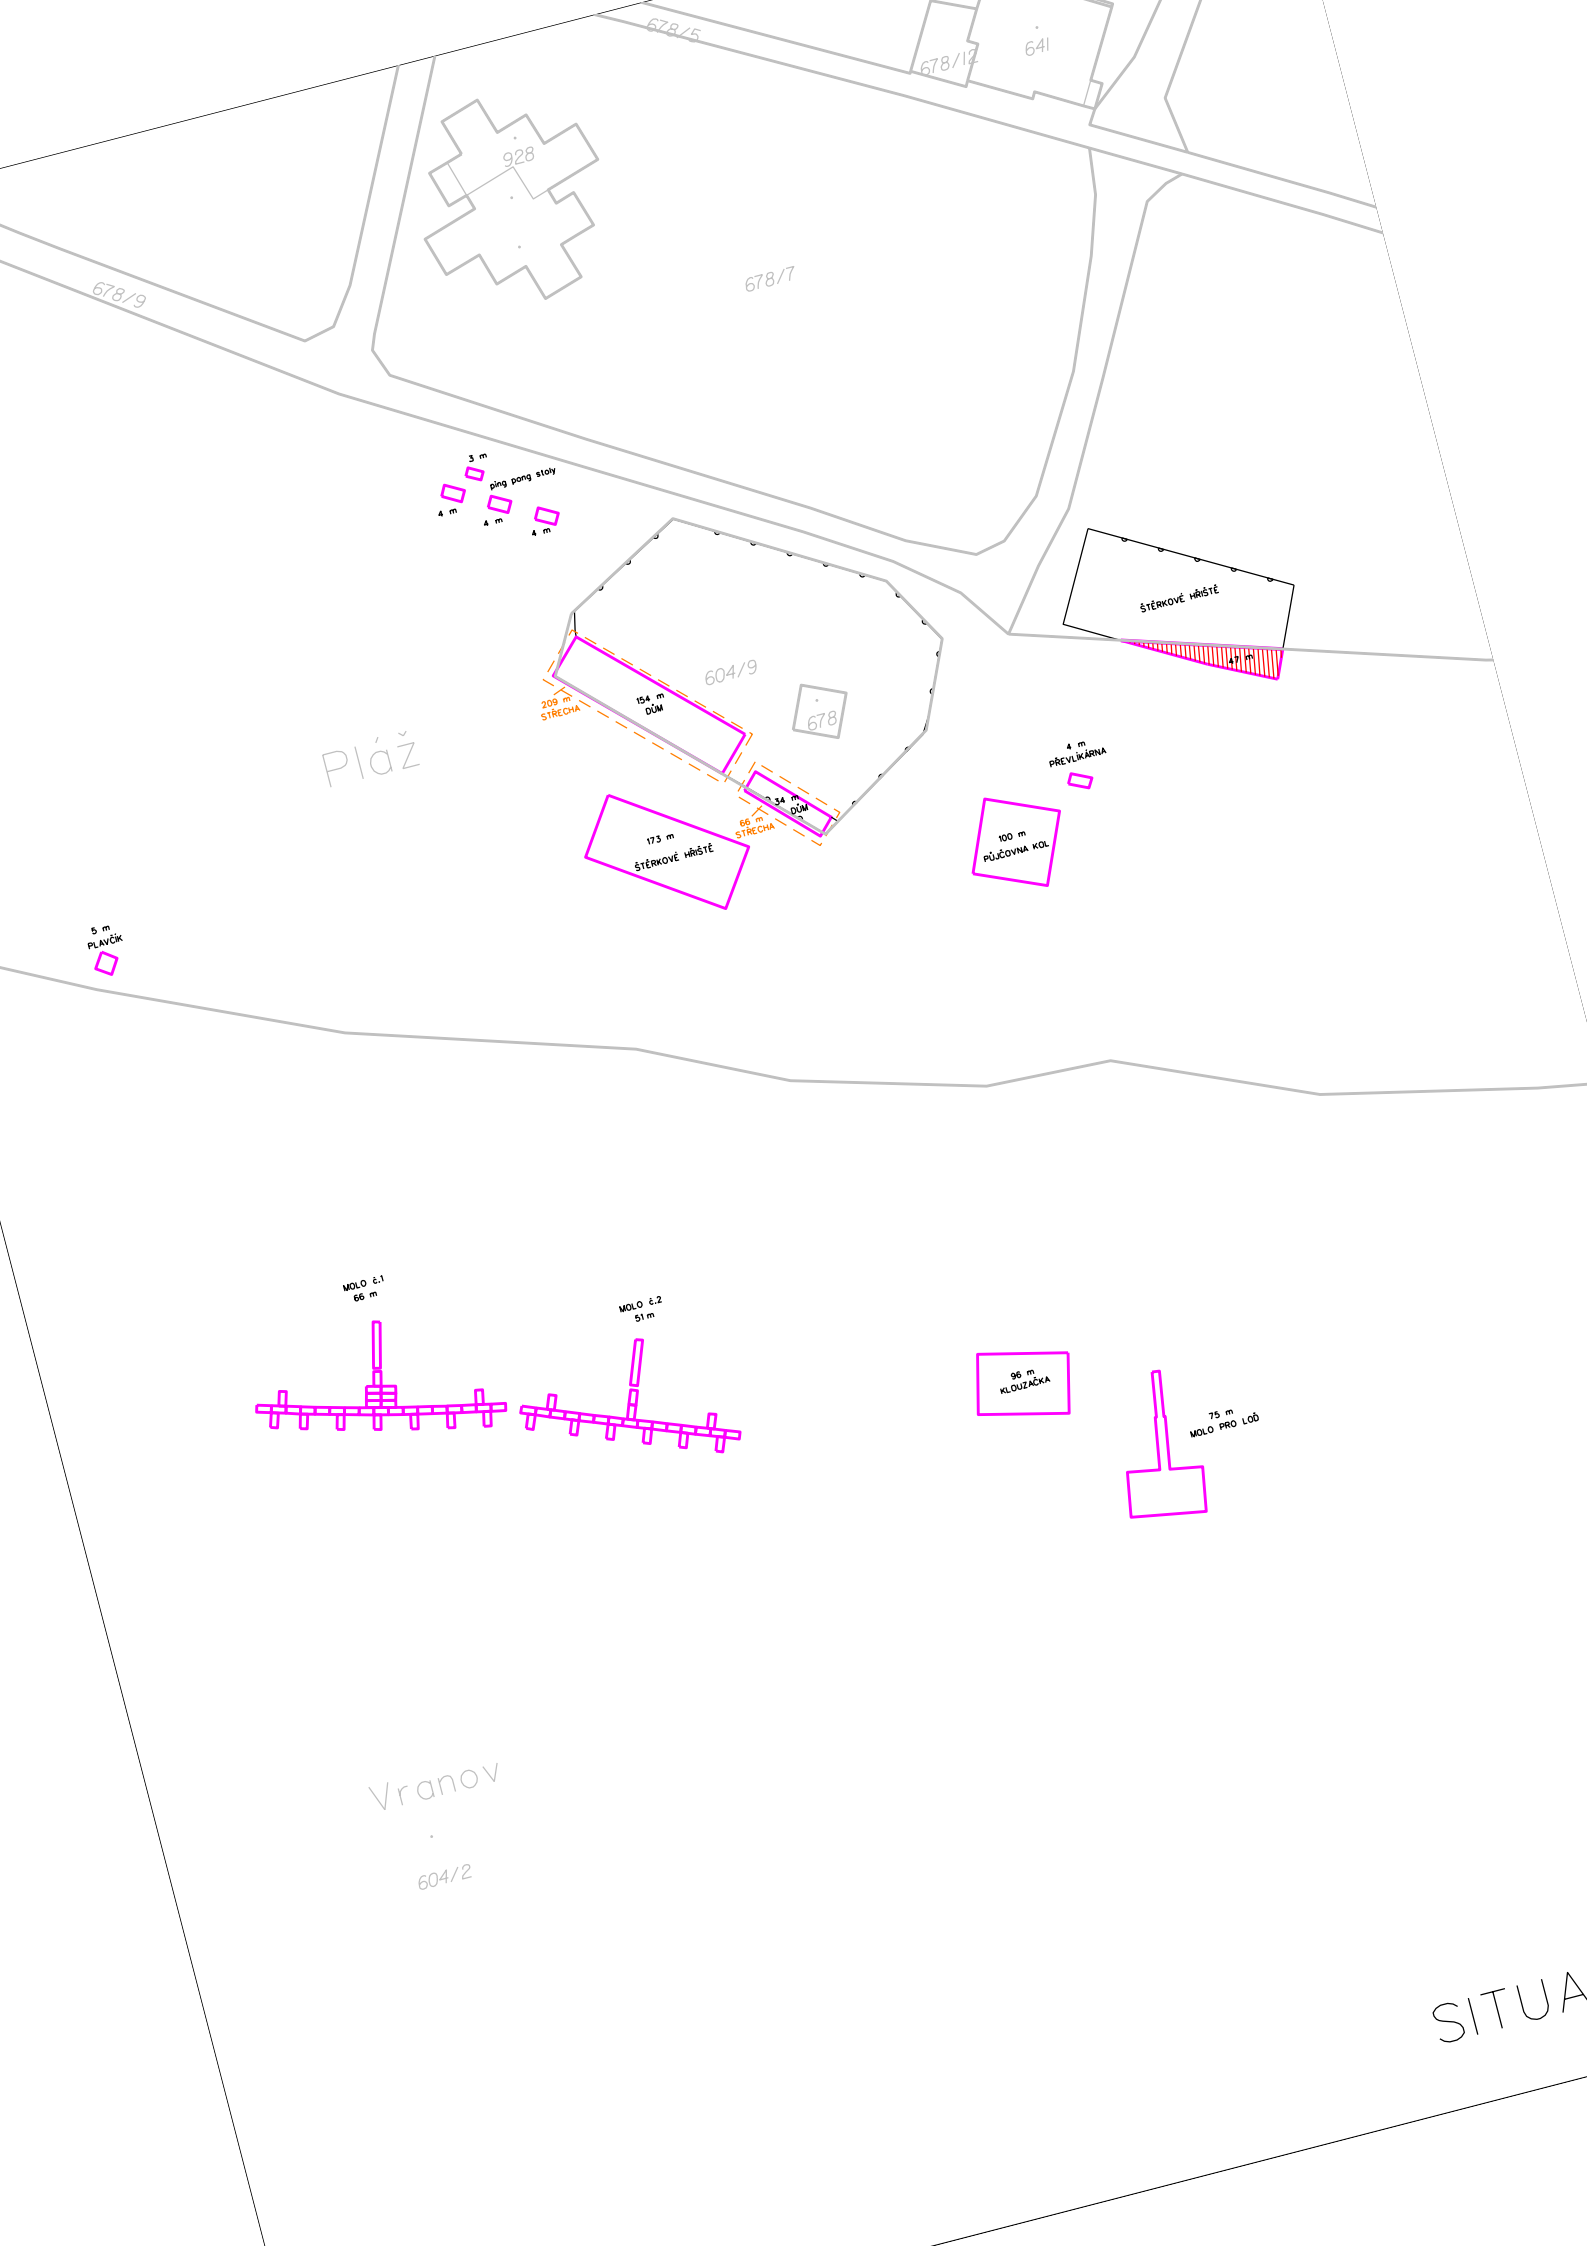 678/5
678/12
641
928
678/9
678/7
3 m
ping pong stoly
4 m
4 m
4 m
ŠTĚRKOVÉ HŘIŠTĚ
47 m
604/9
154 m
DŮM
209 m
STŘECHA
678
Pláž
4 m
PŘEVLÍKÁRNA
34 m
DŮM
66 m
STŘECHA
173 m
ŠTĚRKOVÉ HŘIŠTĚ
100 m
PŮJČOVNA KOL
5 m
PLAVČÍK
MOLO č.1
66 m
MOLO č.2
51 m
96 m
KLOUZAČKA
75 m
MOLO PRO LOĎ
Vranov
604/2
SITUA